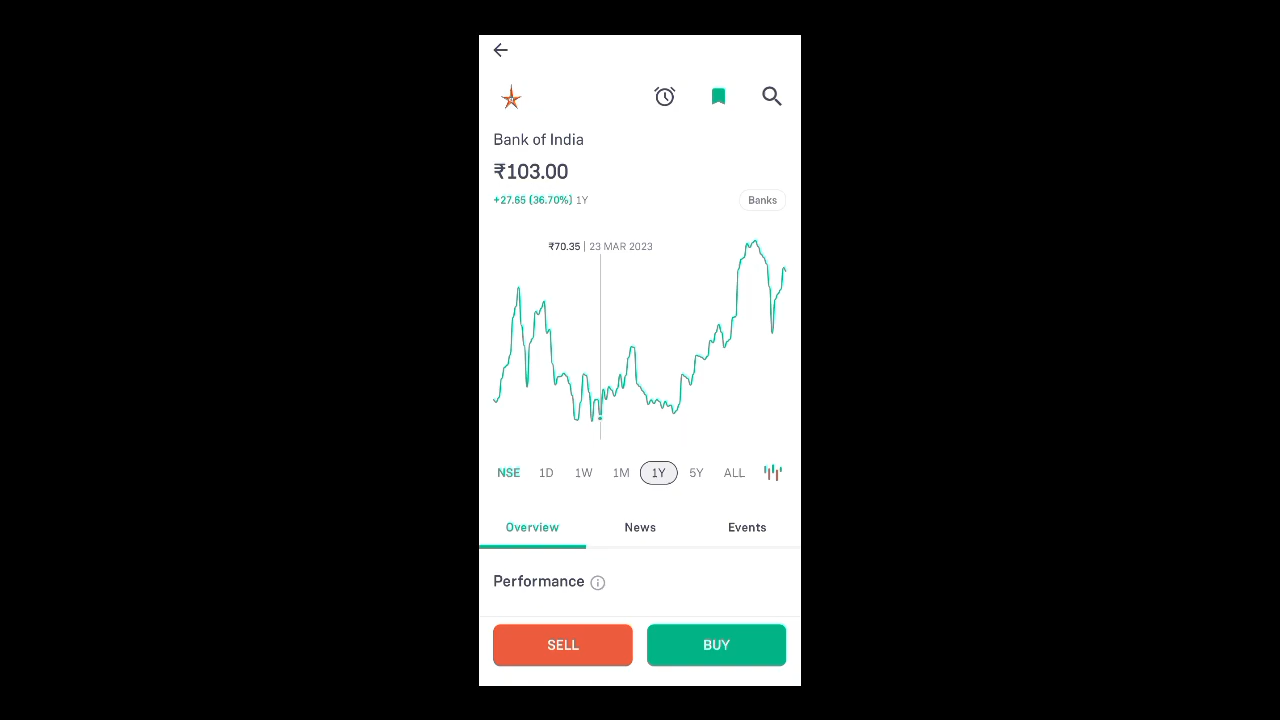 Bank of India
₹103.00
+27.65 (36.70%) 1Y
Banks
₹70.35 | 23 MAR 2023
NSE 1D 1W 1M 1Y 5Y ALL
Overview News Events
Performance
SELL BUY